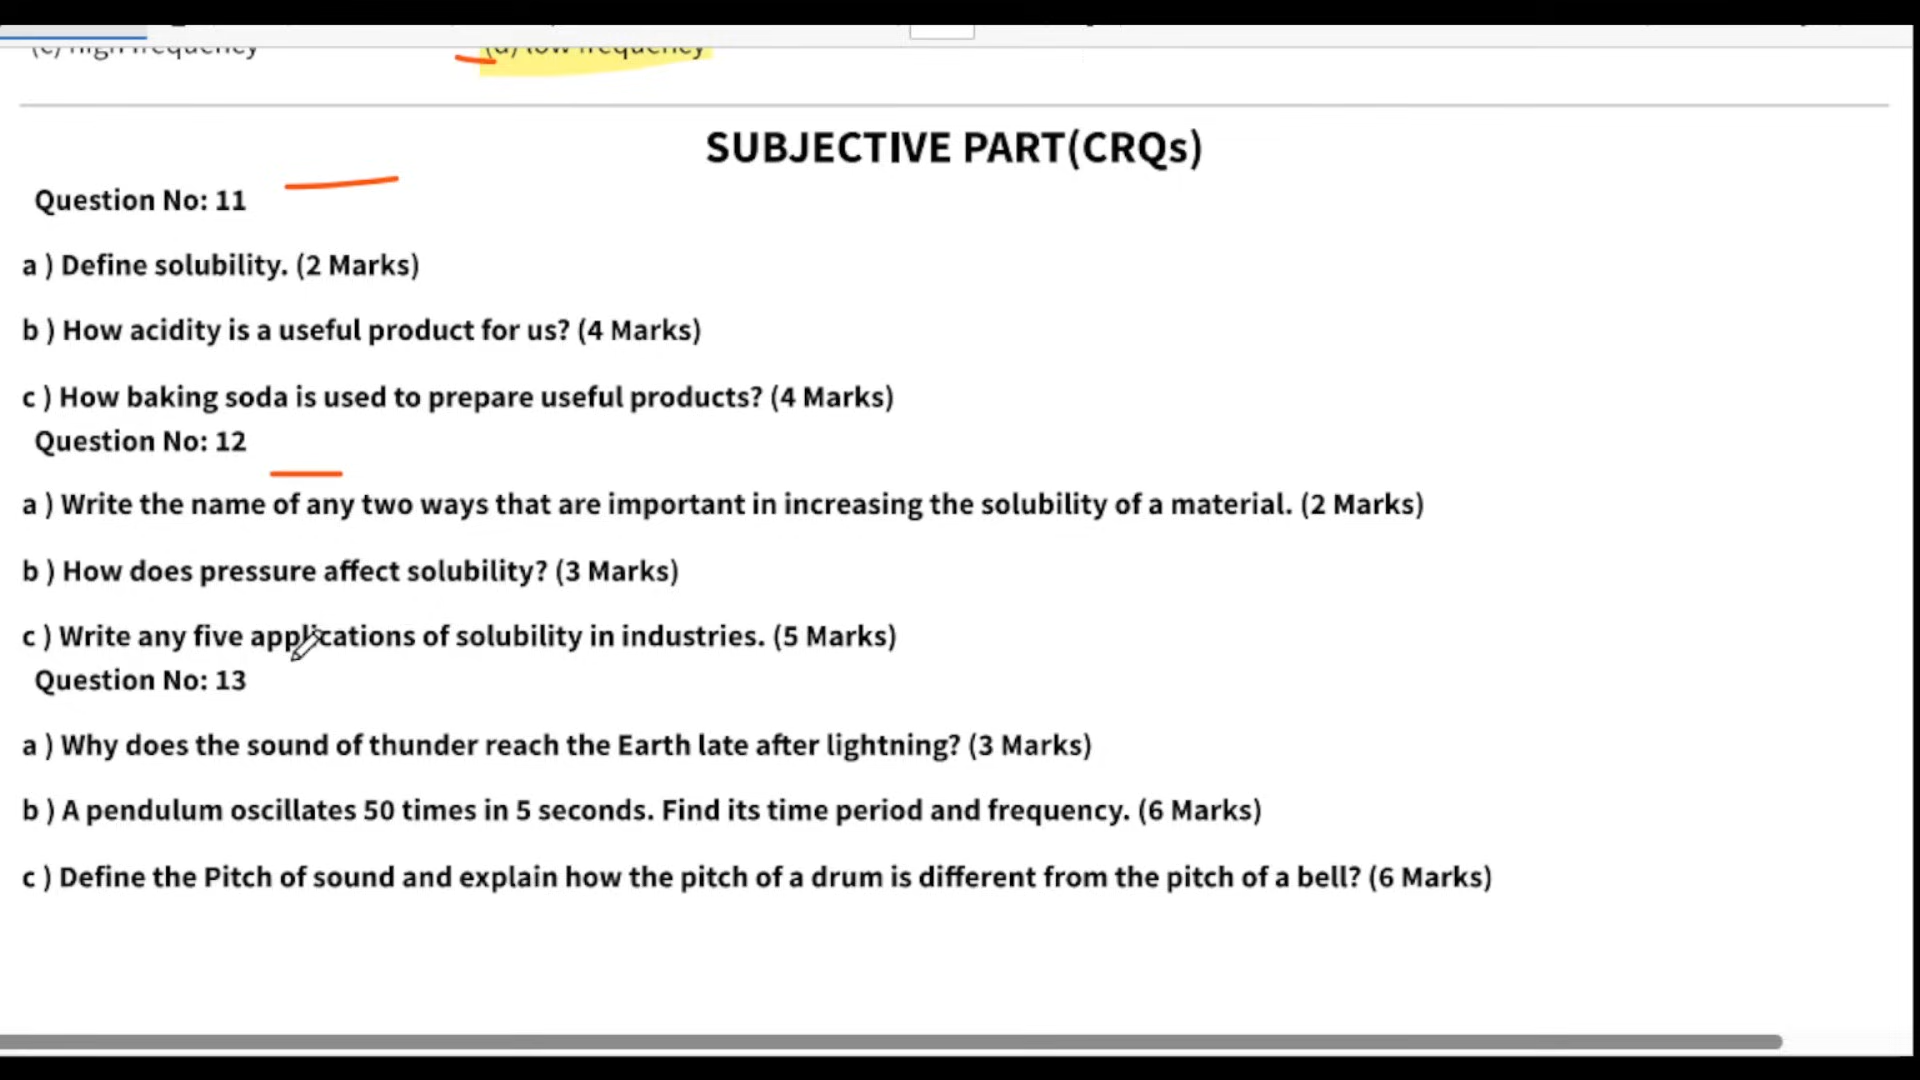 (c) high frequency (d) low frequency
SUBJECTIVE PART(CRQs)
Question No: 11
a ) Define solubility. (2 Marks)
b ) How acidity is a useful product for us? (4 Marks)
c ) How baking soda is used to prepare useful products? (4 Marks)
Question No: 12
a ) Write the name of any two ways that are important in increasing the solubility of a material. (2 Marks)
b ) How does pressure affect solubility? (3 Marks)
c ) Write any five applications of solubility in industries. (5 Marks)
Question No: 13
a ) Why does the sound of thunder reach the Earth late after lightning? (3 Marks)
b ) A pendulum oscillates 50 times in 5 seconds. Find its time period and frequency. (6 Marks)
c ) Define the Pitch of sound and explain how the pitch of a drum is different from the pitch of a bell? (6 Marks)